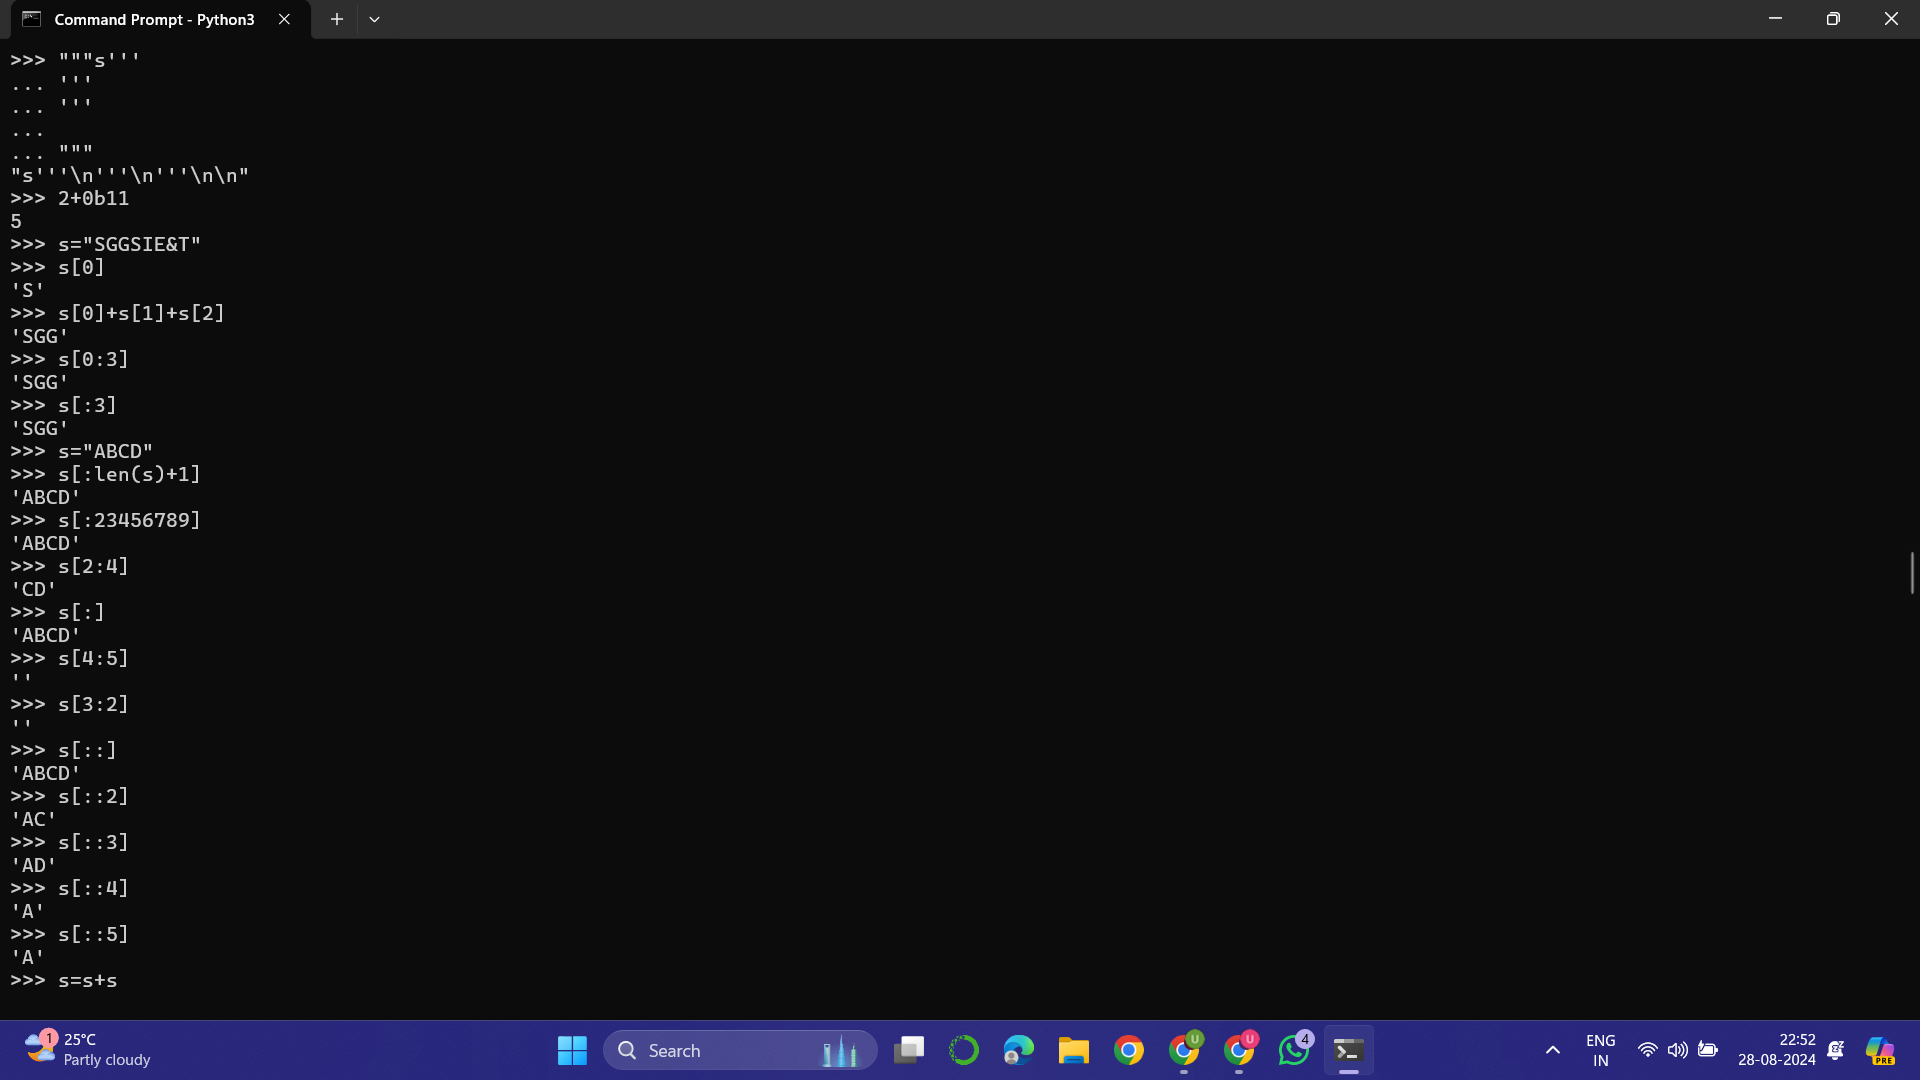 Command Prompt - Python3
>>> """s'''
... '''
... '''
...
... """
"s'''\n'''\n'''\n\n"
>>> 2+0b11
5
>>> s="SGGSIE&T"
>>> s[0]
'S'
>>> s[0]+s[1]+s[2]
'SGG'
>>> s[0:3]
'SGG'
>>> s[:3]
'SGG'
>>> s="ABCD"
>>> s[:len(s)+1]
'ABCD'
>>> s[:23456789]
'ABCD'
>>> s[2:4]
'CD'
>>> s[:]
'ABCD'
>>> s[4:5]
''
>>> s[3:2]
''
>>> s[::]
'ABCD'
>>> s[::2]
'AC'
>>> s[::3]
'AD'
>>> s[::4]
'A'
>>> s[::5]
'A'
>>> s=s+s
1
25°C
Partly cloudy
Search
U
U
4
ENG
IN
22:52
28-08-2024
PRE